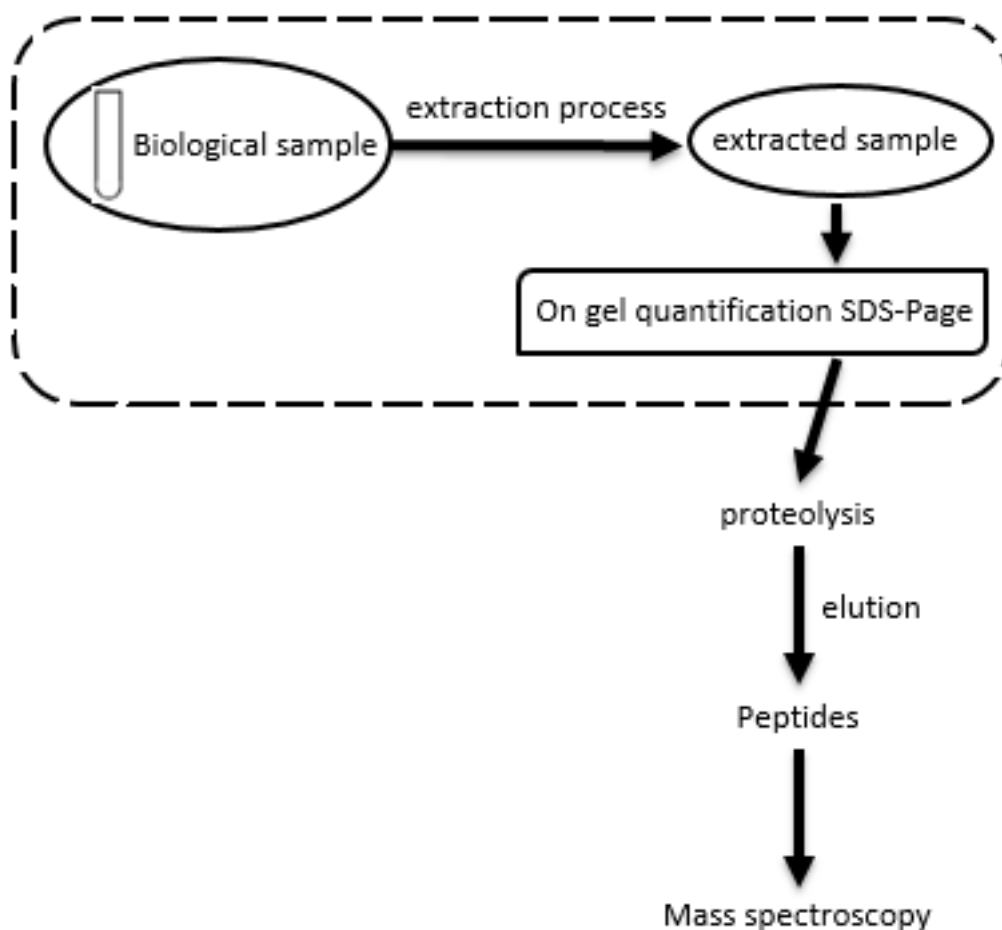 Biological sample
extraction process
extracted sample
On gel quantification SDS-Page
proteolysis
elution
Peptides
Mass spectroscopy